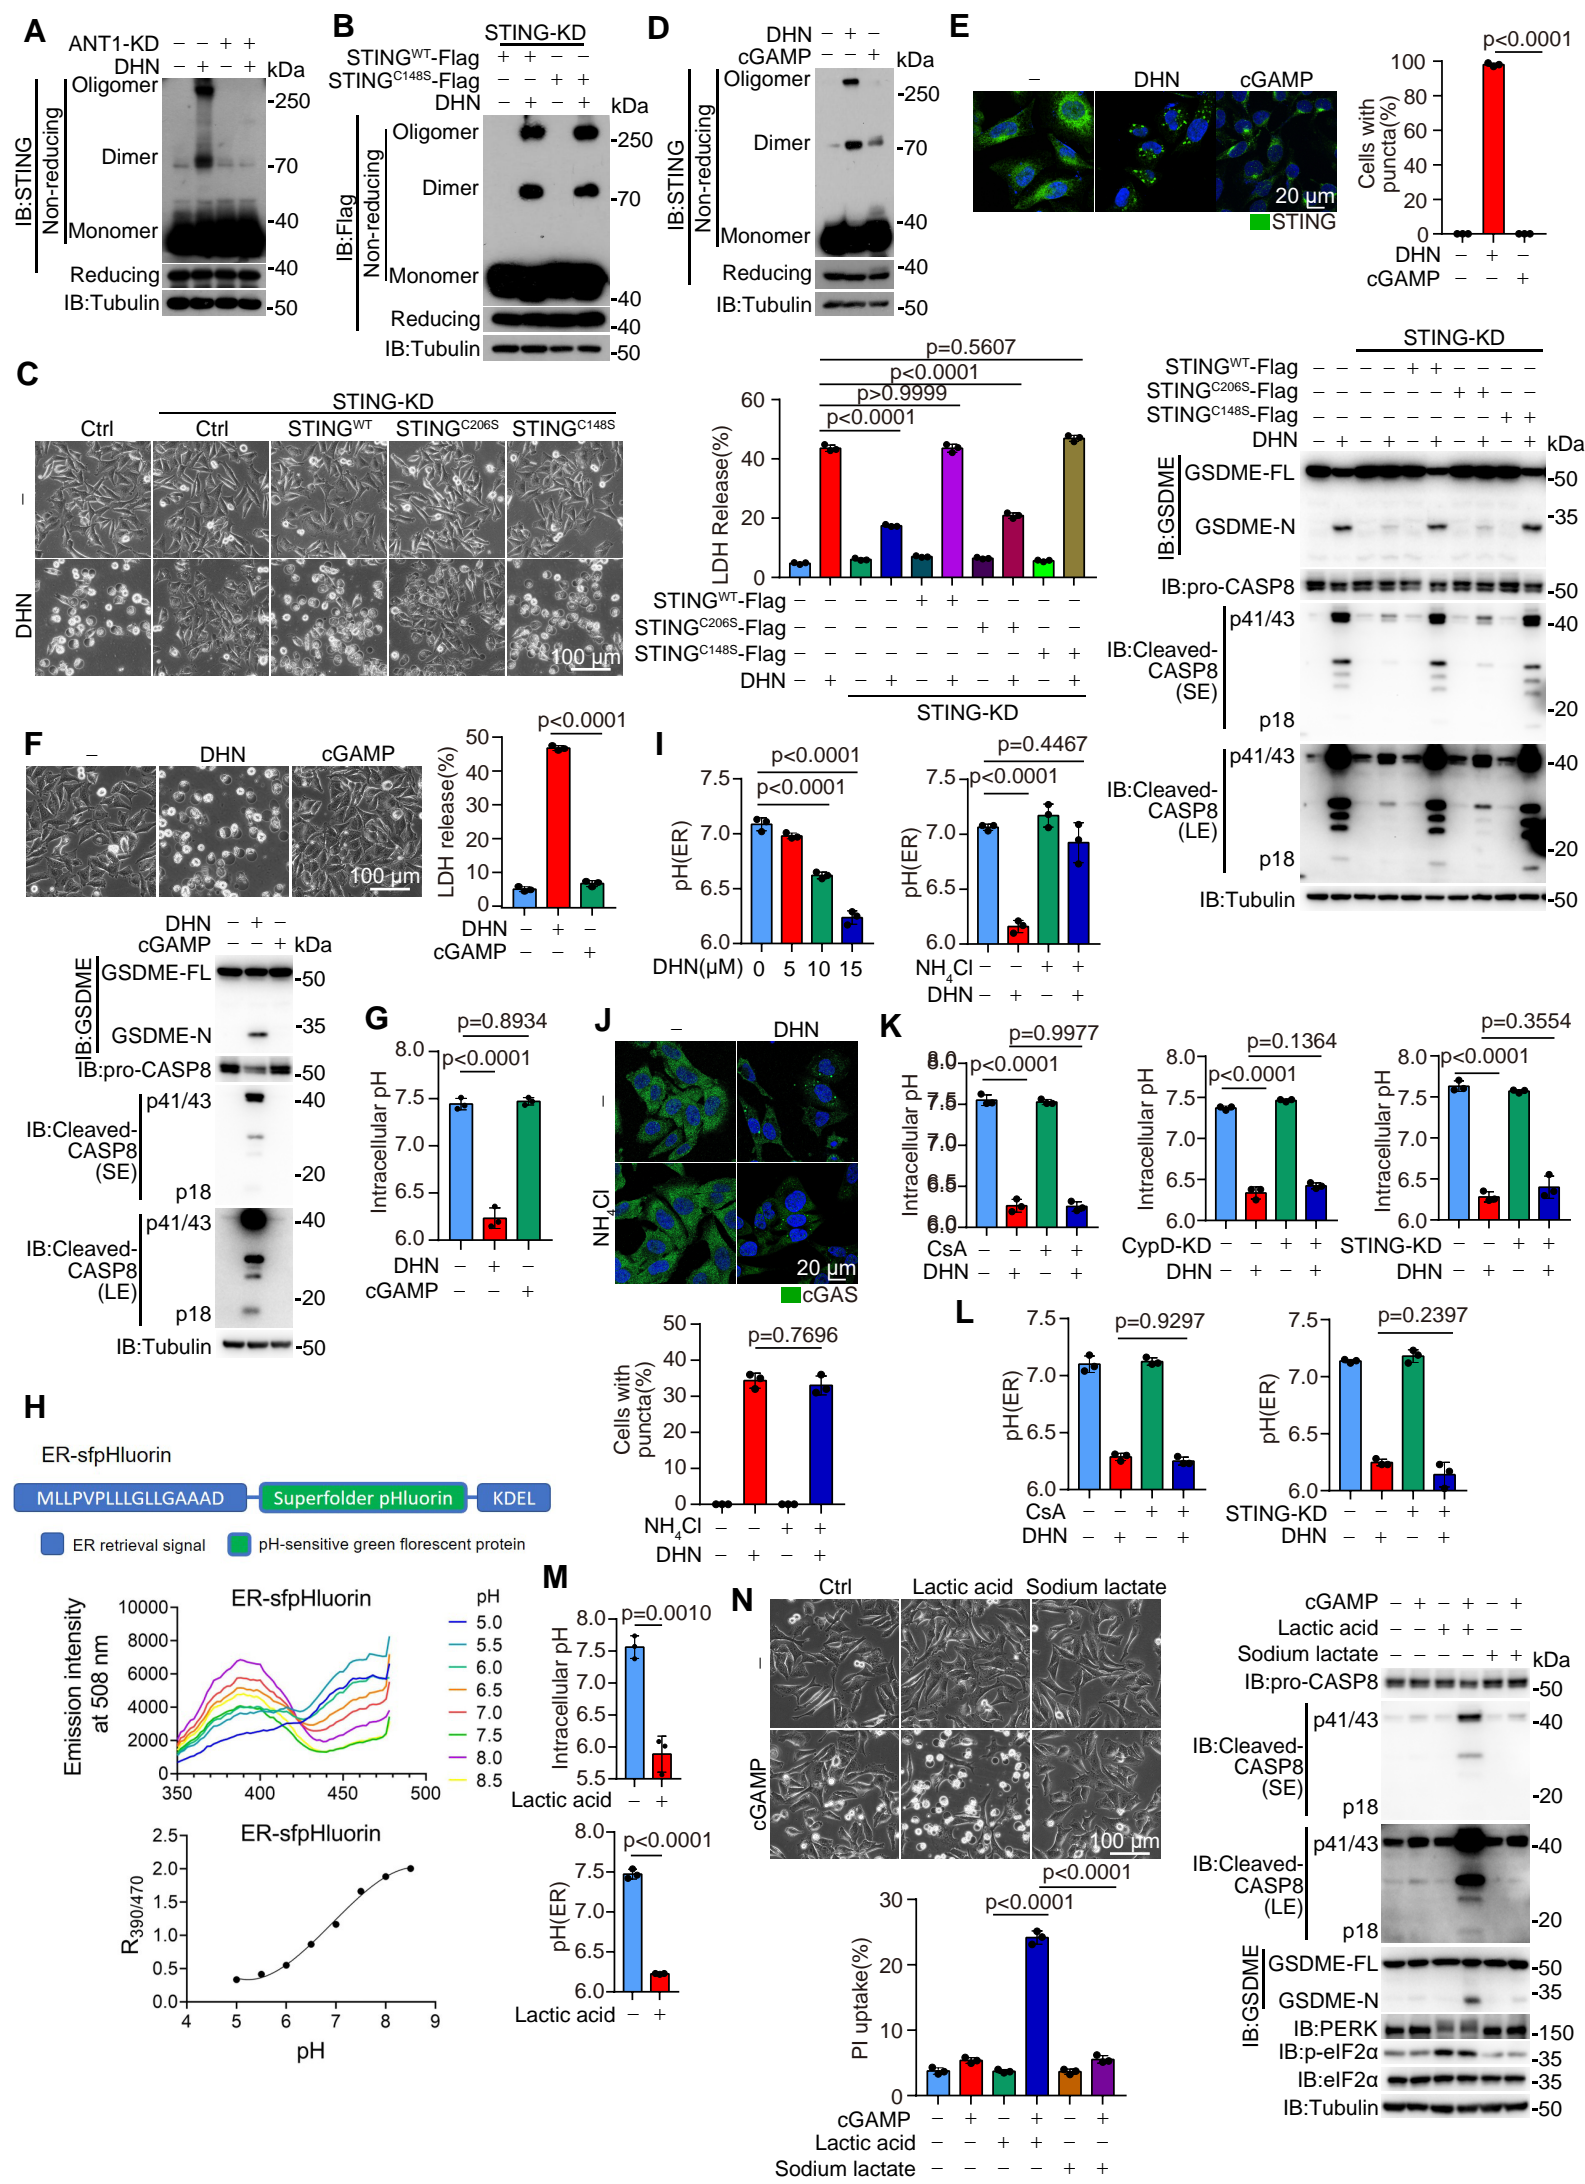 A
ANT1-KD − − + +
DHN − + − + kDa
IB:STING
Non-reducing
Oligomer
-250
Dimer
-70
-40
Monomer
Reducing
-40
IB:Tubulin
-50
B
STING-KD
STINGWT-Flag + + − −
STINGC148S-Flag − − + +
DHN − + − + kDa
IB:Flag
Non-reducing
Oligomer
-250
Dimer
-70
Monomer
-40
Reducing
-40
IB:Tubulin
-50
D
DHN − + −
cGAMP − − + kDa
IB:STING
Non-reducing
Oligomer
-250
Dimer
-70
-40
Monomer
Reducing
-40
IB:Tubulin
-50
E
− DHN cGAMP
20 µm
STING
p<0.0001
Cells with puncta(%)
100
80
60
40
20
0
DHN − + −
cGAMP − − +
C
STING-KD
Ctrl Ctrl STINGWT STINGC206S STINGC148S
−
DHN
100 µm
p=0.5607
p<0.0001
p>0.9999
p<0.0001
LDH Release(%)
60
40
20
0
STINGWT-Flag − − − − + + − − − −
STINGC206S-Flag − − − − − − + + − −
STINGC148S-Flag − − − − − − − − + +
DHN − + − + − + − + − +
STING-KD
STING-KD
STINGWT-Flag − − − − + + − − − −
STINGC206S-Flag − − − − − − + + − −
STINGC148S-Flag − − − − − − − − + +
DHN − + − + − + − + − + kDa
IB:GSDME
GSDME-FL
-50
-35
GSDME-N
IB:pro-CASP8
-50
p41/43
-40
IB:Cleaved-CASP8 (SE)
-20
p18
p41/43
-40
IB:Cleaved-CASP8 (LE)
-20
p18
IB:Tubulin
-50
F
− DHN cGAMP
100 µm
p<0.0001
LDH release(%)
50
40
30
20
10
0
DHN − + −
cGAMP − − +
DHN − + −
cGAMP − − + kDa
IB:GSDME
GSDME-FL
-50
-35
GSDME-N
IB:pro-CASP8
-50
p41/43
-40
IB:Cleaved-CASP8 (SE)
-20
p18
p41/43
-40
IB:Cleaved-CASP8 (LE)
-20
p18
IB:Tubulin
-50
G
p=0.8934
p<0.0001
Intracellular pH
8.0
7.0
6.5
6.0
DHN − + −
cGAMP − − +
I
p<0.0001
p<0.0001
pH(ER)
7.5
7.0
6.5
6.0
DHN(µM) 0 5 10 15
p=0.4467
p<0.0001
pH(ER)
7.5
7.0
6.5
6.0
NH4Cl − − + +
DHN − + − +
J
− DHN
−
NH4Cl
20 µm
cGAS
p=0.7696
Cells with puncta(%)
50
40
30
20
10
0
NH4Cl − − + +
DHN − + − +
K
p=0.9977
p<0.0001
Intracellular pH
8.0
7.5
7.0
6.5
6.0
CsA − − + +
DHN − + − +
p=0.1364
p<0.0001
Intracellular pH
8.0
7.5
7.0
6.5
6.0
CypD-KD − − + +
DHN − + − +
p=0.3554
p<0.0001
Intracellular pH
8.0
7.5
7.0
6.5
6.0
STING-KD − − + +
DHN − + − +
L
p=0.9297
pH(ER)
7.5
7.0
6.5
6.0
CsA − − + +
DHN − + − +
p=0.2397
pH(ER)
7.5
7.0
6.5
6.0
STING-KD − − + +
DHN − + − +
H
ER-sfpHluorin
MLLPVPLLLGLLGAAAD Superfolder pHluorin KDEL
ER retrieval signal pH-sensitive green florescent protein
ER-sfpHluorin
Emission intensity at 508 nm
10000
8000
6000
4000
2000
0
350 400 450 500
pH
5.0
5.5
6.0
6.5
7.0
7.5
8.0
8.5
ER-sfpHluorin
R390/470
2.5
2.0
1.5
1.0
0.5
0.0
4 5 6 7 8 9
pH
M
p=0.0010
Intracellular pH
8.0
7.5
6.5
6.0
5.5
Lactic acid − +
p<0.0001
pH(ER)
8.0
7.5
7.0
6.5
6.0
Lactic acid − +
N
Ctrl Lactic acid Sodium lactate
−
cGAMP
100 µm
p<0.0001
p<0.0001
PI uptake(%)
30
20
10
0
cGAMP − + − + − +
Lactic acid − − + + − −
Sodium lactate − − − − + +
cGAMP − + − + − +
Lactic acid − − + + − −
Sodium lactate − − − − + + kDa
IB:pro-CASP8
-50
p41/43
-40
IB:Cleaved-CASP8 (SE)
-20
p18
p41/43
-40
IB:Cleaved-CASP8 (LE)
-20
p18
IB:GSDME
GSDME-FL
-50
-35
GSDME-N
IB:PERK
-150
IB:p-eIF2α
-35
IB:eIF2α
-35
IB:Tubulin
-50